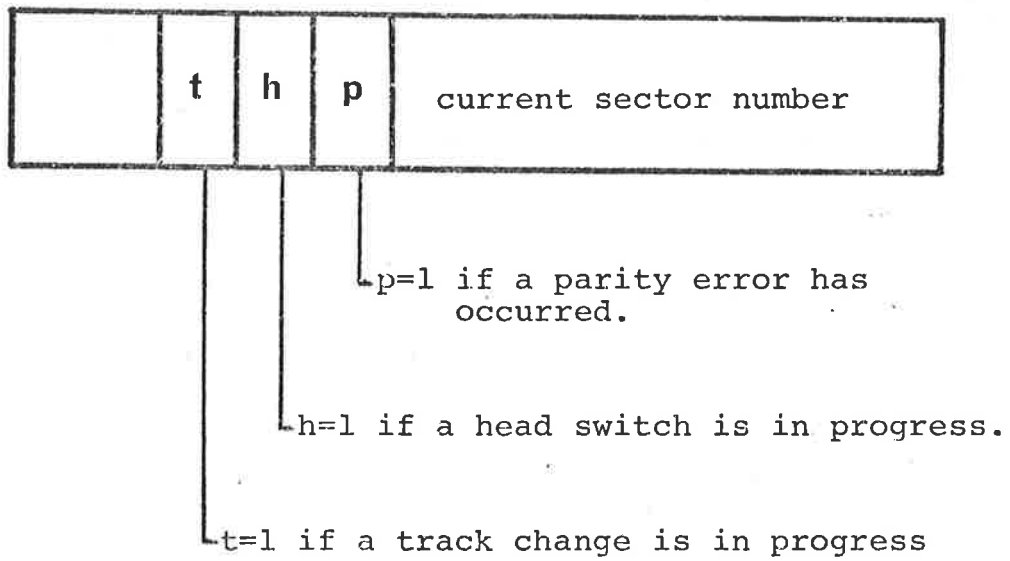 t h p current sector number
p=1 if a parity error has
occurred.
h=1 if a head switch is in progress.
t=1 if a track change is in progress